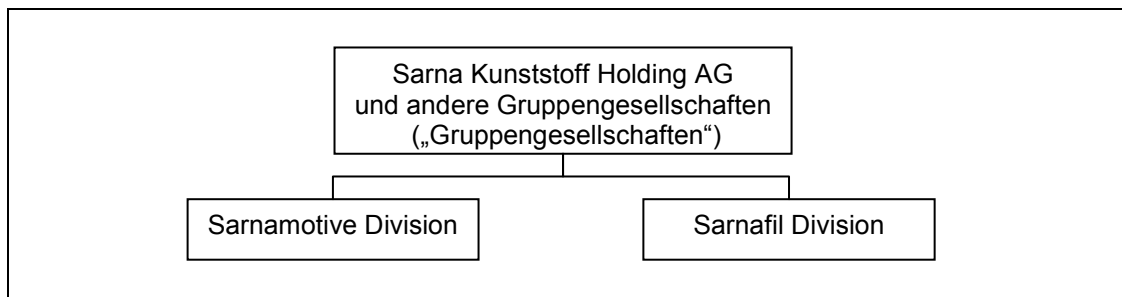 Sarna Kunststoff Holding AG
und andere Gruppengesellschaften
(„Gruppengesellschaften“)
Sarnamotive Division
Sarnafil Division